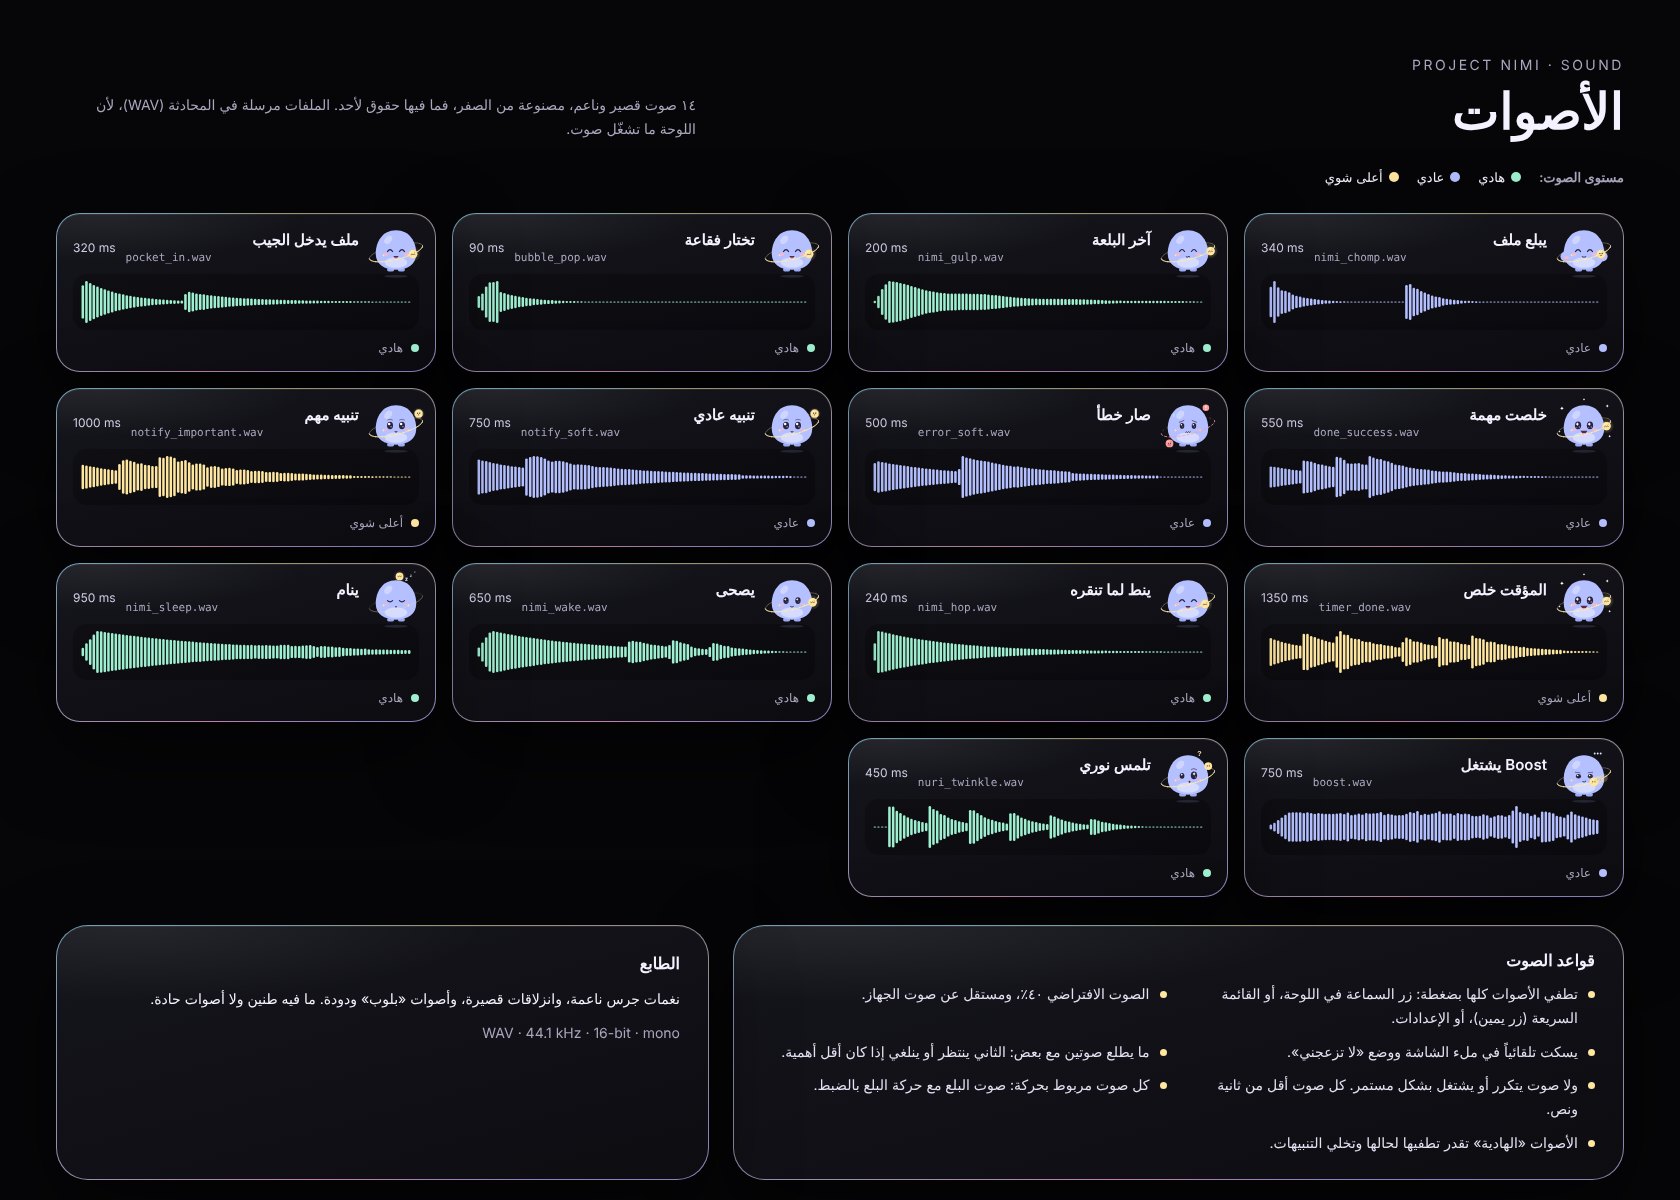 PROJECT NIMI · SOUND
الأصوات
١٤ صوت قصير وناعم، مصنوعة من الصفر، فما فيها حقوق لأحد. الملفات مرسلة في المحادثة (WAV)، لأن
اللوحة ما تشغّل صوت.
مستوى الصوت: هادي عادي أعلى شوي
يبلع ملف
nimi_chomp.wav
340 ms
عادي
آخر البلعة
nimi_gulp.wav
200 ms
هادي
تختار فقاعة
bubble_pop.wav
90 ms
هادي
ملف يدخل الجيب
pocket_in.wav
320 ms
هادي
خلصت مهمة
done_success.wav
550 ms
عادي
صار خطأ
error_soft.wav
500 ms
عادي
تنبيه عادي
notify_soft.wav
750 ms
عادي
تنبيه مهم
notify_important.wav
1000 ms
أعلى شوي
المؤقت خلص
timer_done.wav
1350 ms
أعلى شوي
ينط لما تنقره
nimi_hop.wav
240 ms
هادي
يصحى
nimi_wake.wav
650 ms
هادي
ينام
nimi_sleep.wav
950 ms
هادي
Boost يشتغل
boost.wav
750 ms
عادي
تلمس نوري
nuri_twinkle.wav
450 ms
هادي
قواعد الصوت
تطفي الأصوات كلها بضغطة: زر السماعة في اللوحة، أو القائمة
السريعة (زر يمين)، أو الإعدادات.
الصوت الافتراضي ٤٠٪، ومستقل عن صوت الجهاز.
يسكت تلقائياً في ملء الشاشة ووضع «لا تزعجني».
ما يطلع صوتين مع بعض: الثاني ينتظر أو ينلغي إذا كان أقل أهمية.
ولا صوت يتكرر أو يشتغل بشكل مستمر. كل صوت أقل من ثانية
ونص.
كل صوت مربوط بحركة: صوت البلع مع حركة البلع بالضبط.
الأصوات «الهادية» تقدر تطفيها لحالها وتخلي التنبيهات.
الطابع
نغمات جرس ناعمة، وانزلاقات قصيرة، وأصوات «بلوب» ودودة. ما فيه طنين ولا أصوات حادة.
WAV · 44.1 kHz · 16-bit · mono